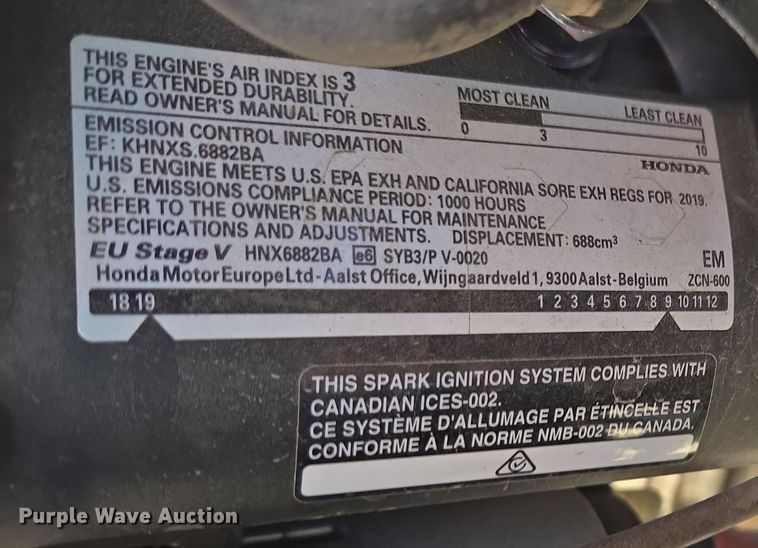 THIS ENGINE'S AIR INDEX IS 3
FOR EXTENDED DURABILITY.
READ OWNER'S MANUAL FOR DETAILS.
MOST CLEAN LEAST CLEAN
0 3 10
EMISSION CONTROL INFORMATION
EF: KHNXS.6882BA
HONDA
THIS ENGINE MEETS U.S. EPA EXH AND CALIFORNIA SORE EXH REGS FOR 2019.
U.S. EMISSIONS COMPLIANCE PERIOD: 1000 HOURS
REFER TO THE OWNER'S MANUAL FOR MAINTENANCE
SPECIFICATIONS AND ADJUSTMENTS. DISPLACEMENT: 688cm³
EU Stage V HNX6882BA e6 SYB3/P V-0020 EM
HondaMotorEuropeLtd-Aalst Office, Wijngaardveld 1, 9300 Aalst-Belgium ZCN-600
18 19 1 2 3 4 5 6 7 8 9 10 11 12
THIS SPARK IGNITION SYSTEM COMPLIES WITH
CANADIAN ICES-002.
CE SYSTÈME D'ALLUMAGE PAR ÉTINCELLE EST
CONFORME À LA NORME NMB-002 DU CANADA.
Purple Wave Auction